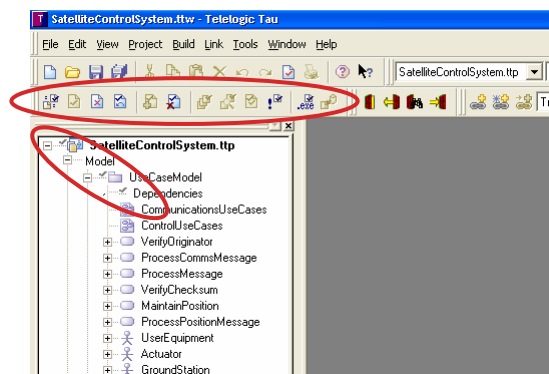 SatelliteControlSystem.ttw - Telelogic Tau
File Edit View Project Build Link Tools Window Help
SatelliteControlSystem.ttp
.exe
SatelliteControlSystem.ttp
Model
UseCaseModel
Dependencies
CommunicationsUseCases
ControlUseCases
VerifyOriginator
ProcessCommsMessage
ProcessMessage
VerifyChecksum
MaintainPosition
ProcessPositionMessage
UserEquipment
Actuator
GroundStation